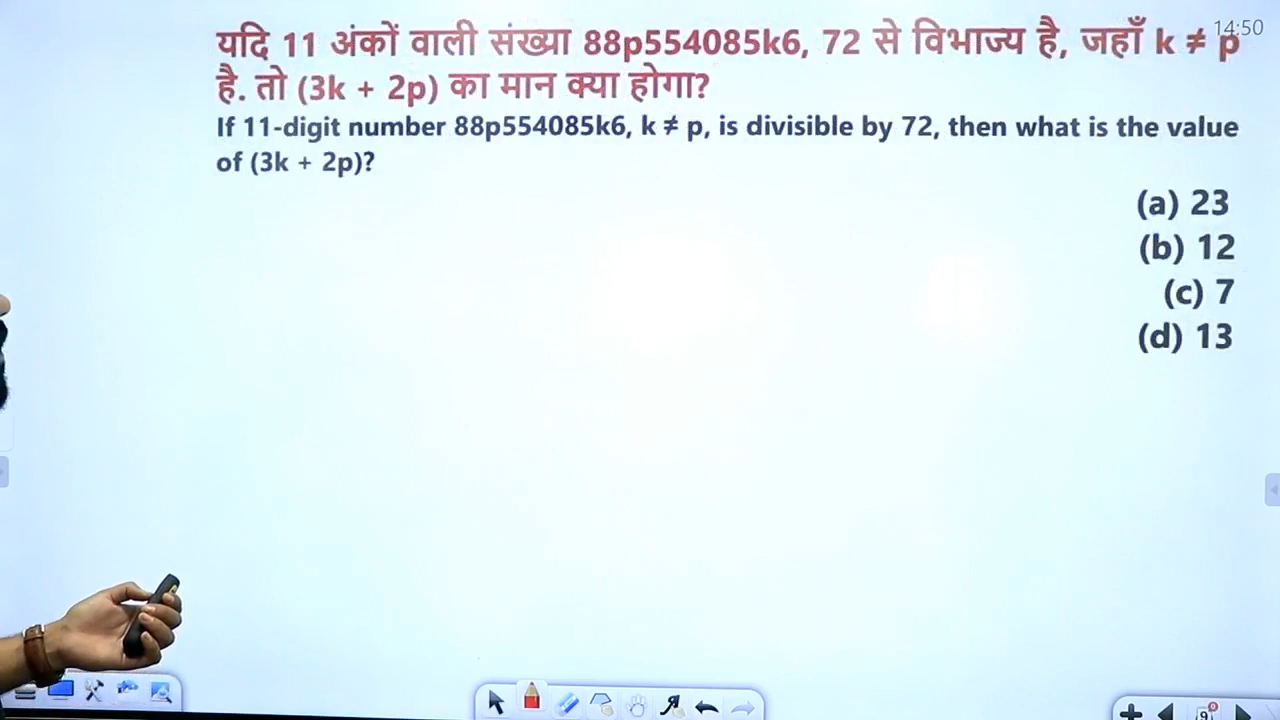 14:50
यदि 11 अंकों वाली संख्या 88p554085k6, 72 से विभाज्य है, जहाँ k ≠ p
है. तो (3k + 2p) का मान क्या होगा?
If 11-digit number 88p554085k6, k ≠ p, is divisible by 72, then what is the value
of (3k + 2p)?
(a) 23
(b) 12
(c) 7
(d) 13
9